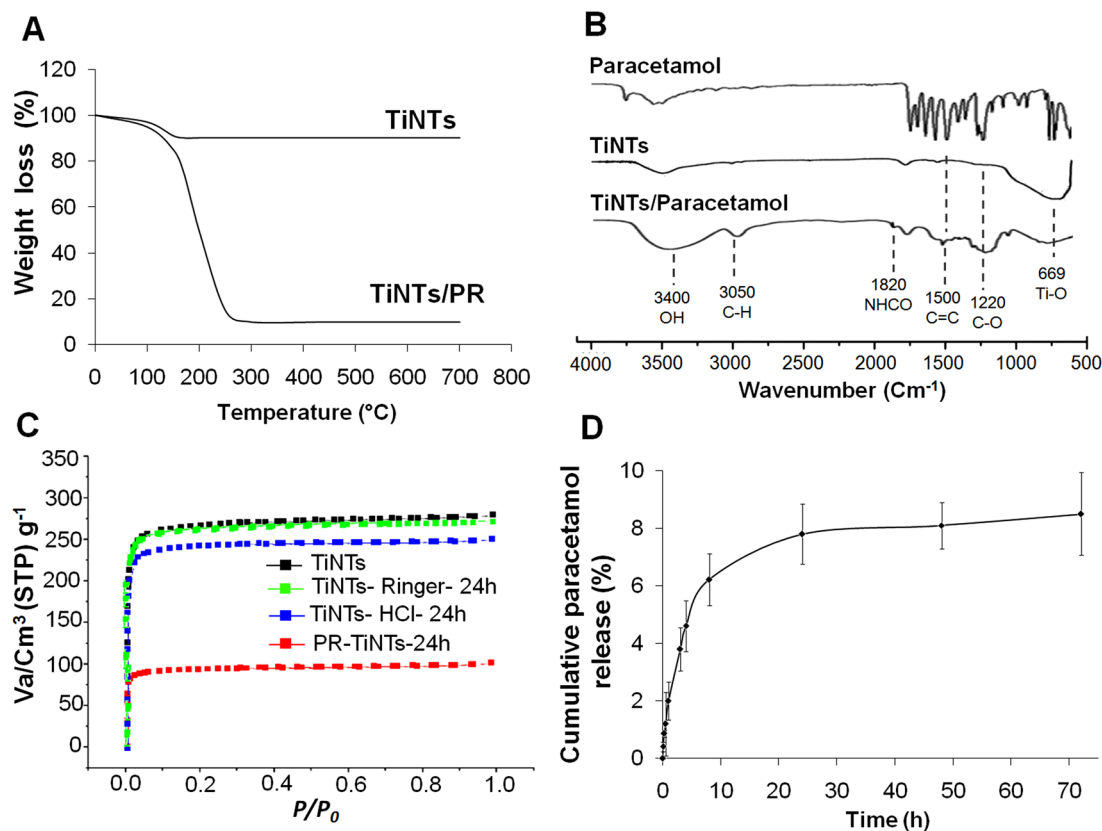 A
Weight loss (%)
120
100
80
60
40
20
0
TiNTs
TiNTs/PR
0 100 200 300 400 500 600 700 800
Temperature (°C)
B
Paracetamol
TiNTs
TiNTs/Paracetamol
3400
OH
3050
C-H
1820
NHCO
1500
C=C
1220
C-O
669
Ti-O
4000 3500 3000 2500 2000 1500 1000 500
Wavenumber (Cm⁻¹)
C
Va/Cm³ (STP) g⁻¹
350
300
250
200
150
100
50
0
TiNTs
TiNTs- Ringer- 24h
TiNTs- HCl- 24h
PR-TiNTs-24h
0.0 0.2 0.4 0.6 0.8 1.0
P/P₀
D
Cumulative paracetamol
release (%)
10
8
6
4
2
0
0 10 20 30 40 50 60 70
Time (h)